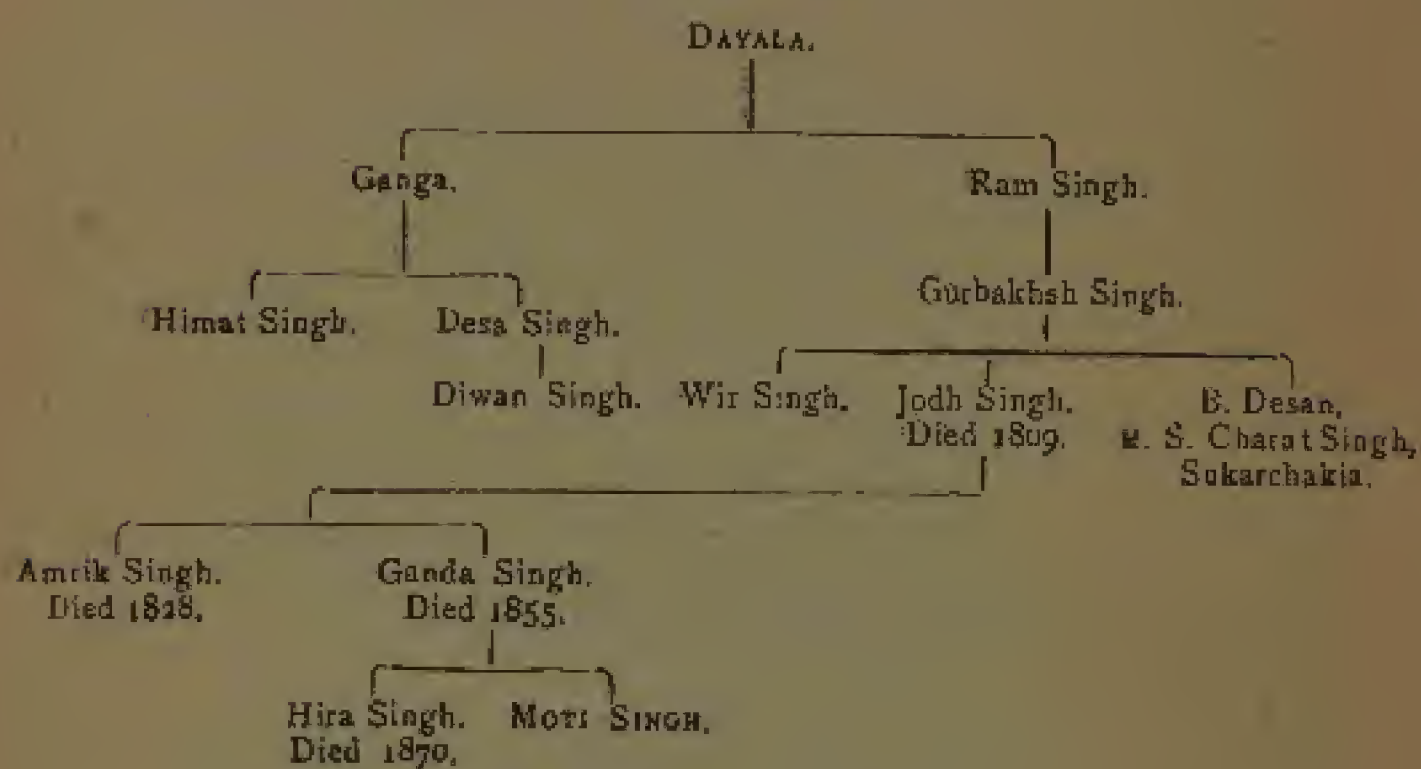 DAYALA.
Ganga. Ram Singh.
Gurbakhsh Singh.
Himat Singh. Desa Singh.
Diwan Singh. Wir Singh. Jodh Singh. B. Desan,
Died 1809. S. Charat Singh,
Sukarchakia.
Amrik Singh. Ganda Singh.
Died 1828. Died 1855.
Hira Singh. MOTI SINGH.
Died 1870.